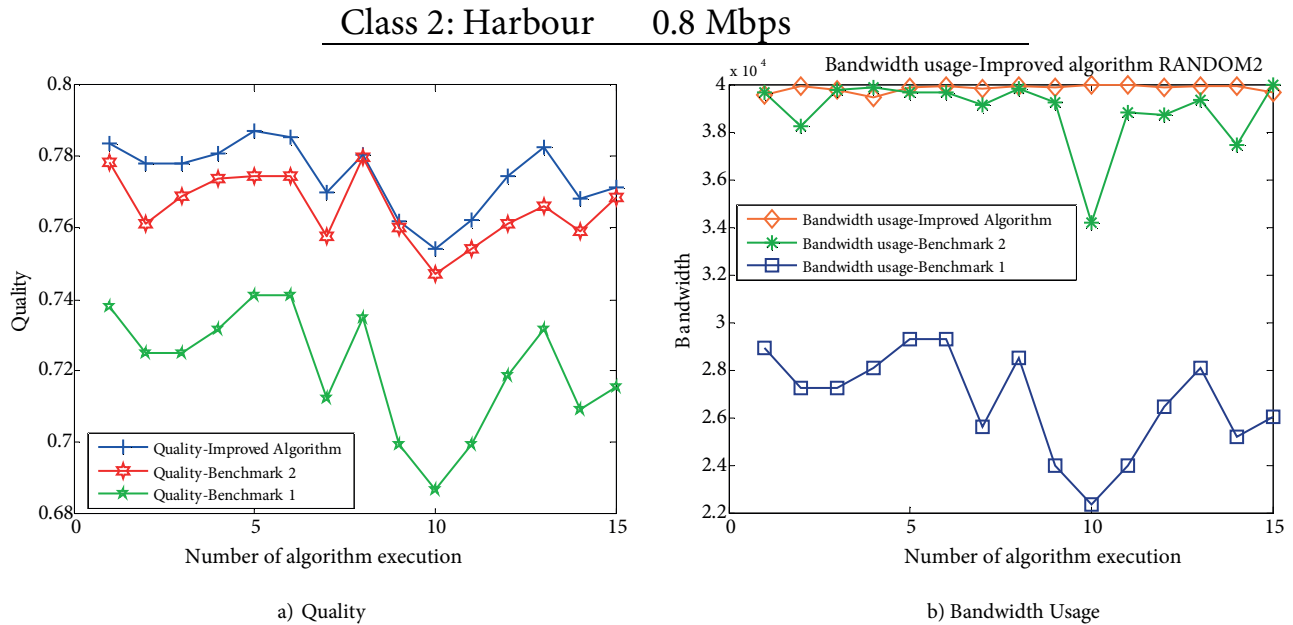 Class 2: Harbour 0.8 Mbps
0.8
0.78
0.76
0.74
0.72
0.7
0.68
Quality
Quality-Improved Algorithm
Quality-Benchmark 2
Quality-Benchmark 1
0 5 10 15
Number of algorithm execution
a) Quality
Bandwidth usage-Improved algorithm RANDOM2
x 10 4
40
3.8
3.6
3.4
3.2
3
2.8
2.6
2.4
2.2
Bandwidth
Bandwidth usage-Improved Algorithm
Bandwidth usage-Benchmark 2
Bandwidth usage-Benchmark 1
0 5 10 15
Number of algorithm execution
b) Bandwidth Usage